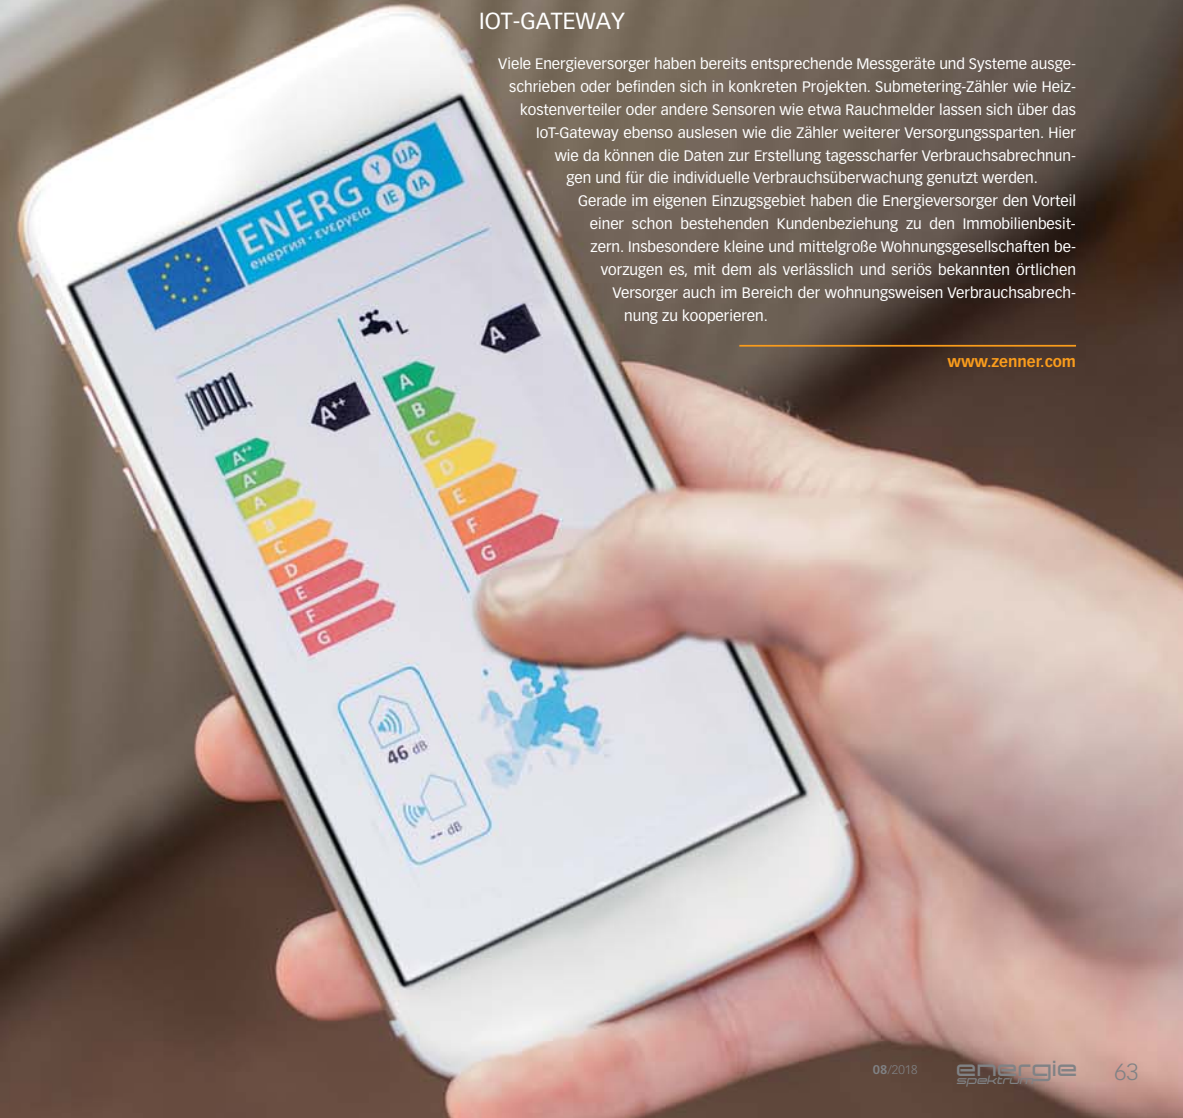 IOT-GATEWAY
Viele Energieversorger haben bereits entsprechende Messgeräte und Systeme ausge-
schrieben oder befinden sich in konkreten Projekten. Submetering-Zähler wie Heiz-
kostenverteiler oder andere Sensoren wie etwa Rauchmelder lassen sich über das
IoT-Gateway ebenso auslesen wie die Zähler weiterer Versorgungssparten. Hier
wie da können die Daten zur Erstellung tagesscharfer Verbrauchsabrechnun-
gen und für die individuelle Verbrauchsüberwachung genutzt werden.
Gerade im eigenen Einzugsgebiet haben die Energieversorger den Vorteil
einer schon bestehenden Kundenbeziehung zu den Immobilienbesit-
zern. Insbesondere kleine und mittelgroße Wohnungsgesellschaften be-
vorzugen es, mit dem als verlässlich und seriös bekannten örtlichen
Versorger auch im Bereich der wohnungsweisen Verbrauchsabrech-
nung zu kooperieren.
www.zenner.com
ENERG
Y IJA
IE IA
енергия · ενεργεια
L
A++
A
A++
A+
A
B
C
D
E
F
G
A
B
C
D
E
F
G
46 dB
-- dB
08/2018
energie
spektrum
63